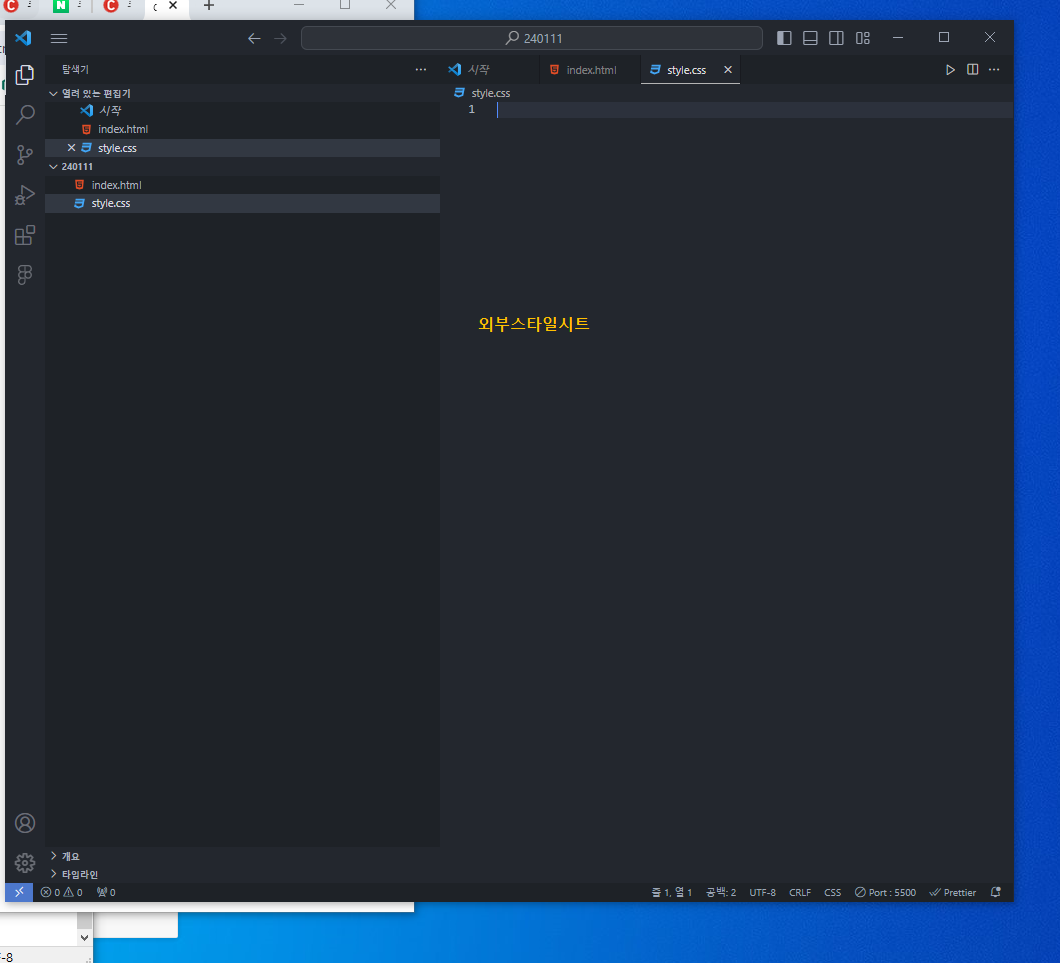 240111
탐색기
시작
index.html
style.css
열려 있는 편집기
시작
index.html
style.css
240111
index.html
style.css
style.css
1
외부스타일시트
개요
타임라인
0 0 0
줄 1, 열 1
공백: 2
UTF-8
CRLF
CSS
Port : 5500
Prettier